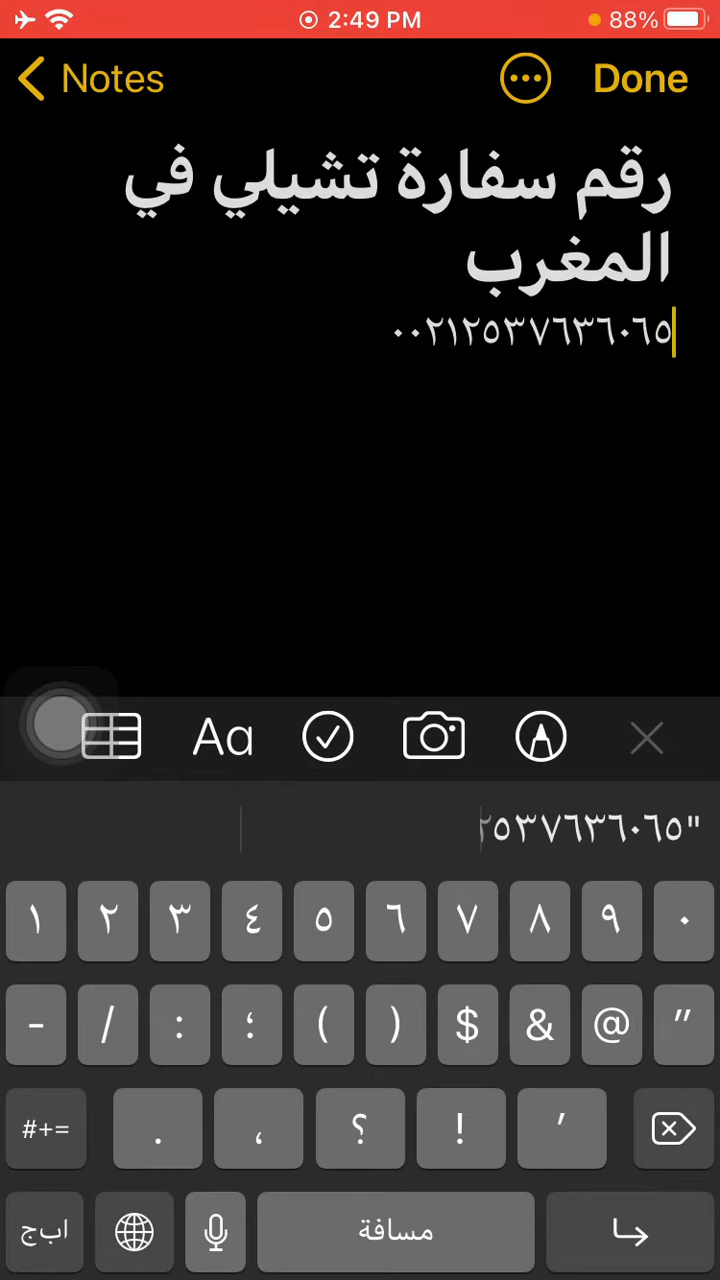 2:49 PM
88%
Notes
Done
رقم سفارة تشيلي في
المغرب
٠٠٢١٢٥٣٧٦٣٦٠٦٥
Aa
٢٥٣٧٦٣٦٠٦٥"
١ ٢ ٣ ٤ ٥ ٦ ٧ ٨ ٩ ٠
- / : ؛ ( ) $ & @ "
#+= . ، ؟ ! ’
اب‌ج مسافة